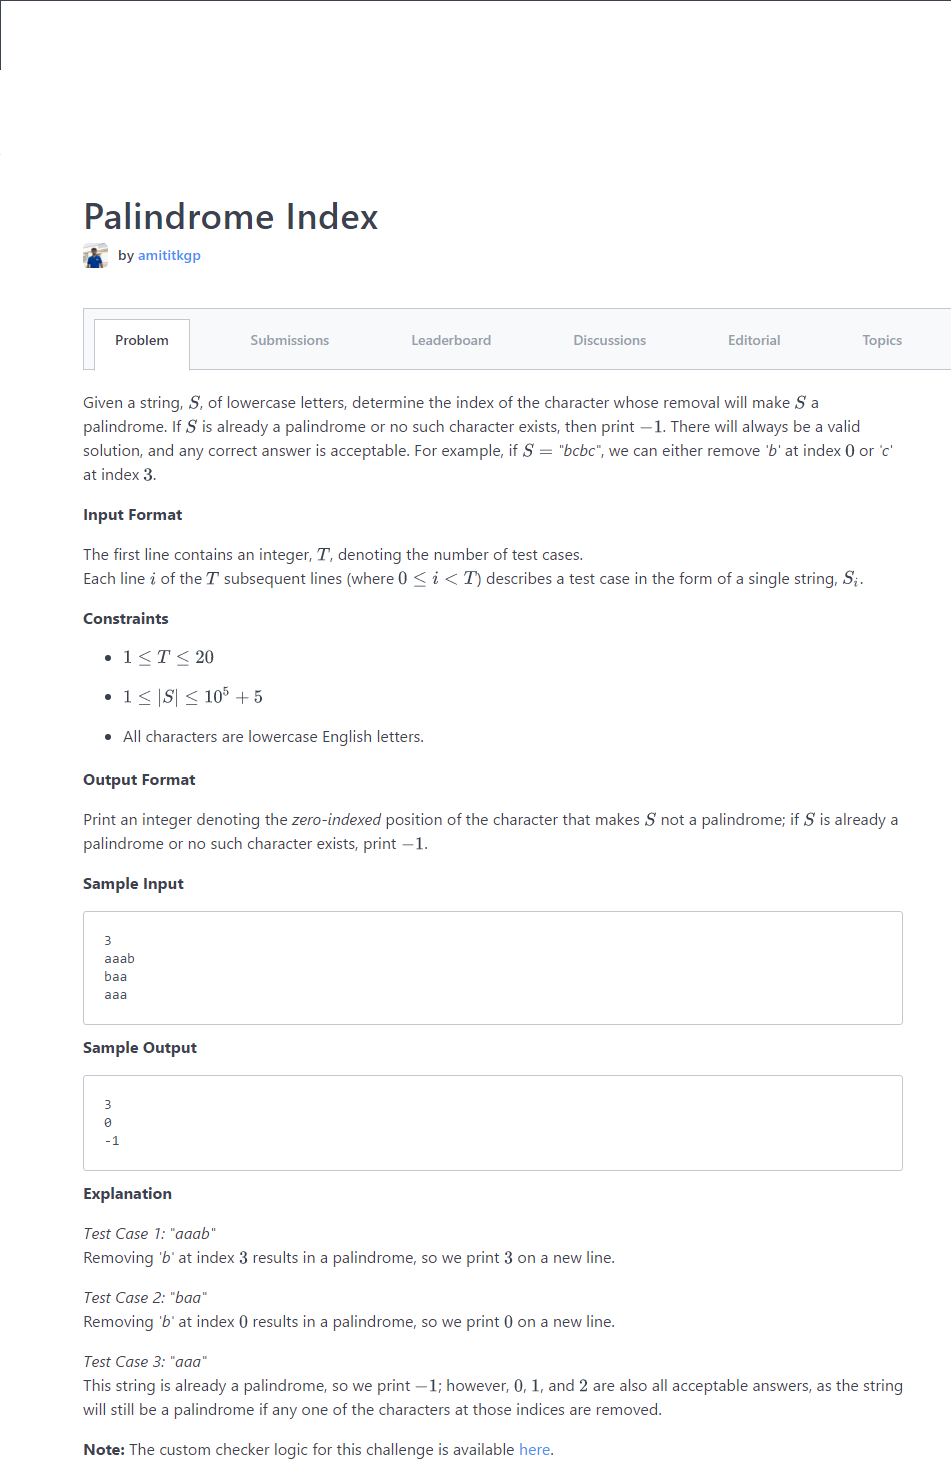 Palindrome Index
by amititkgp
Problem Submissions Leaderboard Discussions Editorial Topics
Given a string, S, of lowercase letters, determine the index of the character whose removal will make S a
palindrome. If S is already a palindrome or no such character exists, then print −1. There will always be a valid
solution, and any correct answer is acceptable. For example, if S = "bcbc", we can either remove 'b' at index 0 or 'c'
at index 3.
Input Format
The first line contains an integer, T, denoting the number of test cases.
Each line i of the T subsequent lines (where 0 ≤ i < T) describes a test case in the form of a single string, Sᵢ.
Constraints
• 1 ≤ T ≤ 20
• 1 ≤ |S| ≤ 10⁵ + 5
• All characters are lowercase English letters.
Output Format
Print an integer denoting the zero-indexed position of the character that makes S not a palindrome; if S is already a
palindrome or no such character exists, print −1.
Sample Input
3
aaab
baa
aaa
Sample Output
3
0
-1
Explanation
Test Case 1: "aaab"
Removing 'b' at index 3 results in a palindrome, so we print 3 on a new line.
Test Case 2: "baa"
Removing 'b' at index 0 results in a palindrome, so we print 0 on a new line.
Test Case 3: "aaa"
This string is already a palindrome, so we print −1; however, 0, 1, and 2 are also all acceptable answers, as the string
will still be a palindrome if any one of the characters at those indices are removed.
Note: The custom checker logic for this challenge is available here.